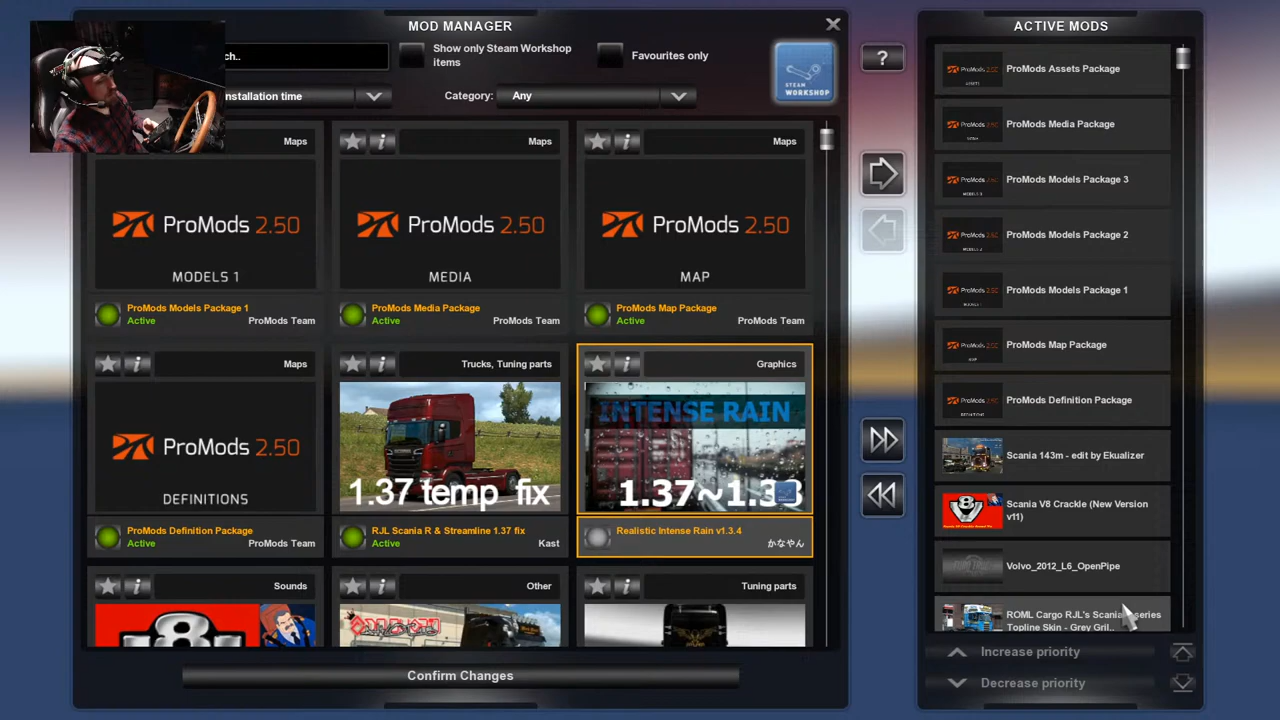 MOD MANAGER
ch..
Show only Steam Workshop
items
Favourites only
STEAM
WORKSHOP
nstallation time
Category:
Any
Maps
ProMods 2.50
MODELS 1
ProMods Models Package 1
Active
ProMods Team
Maps
ProMods 2.50
MEDIA
ProMods Media Package
Active
ProMods Team
Maps
ProMods 2.50
MAP
ProMods Map Package
Active
ProMods Team
Maps
ProMods 2.50
DEFINITIONS
ProMods Definition Package
Active
ProMods Team
Trucks, Tuning parts
1.37 temp fix
RJL Scania R & Streamline 1.37 fix
Active
Kast
Graphics
INTENSE RAIN
1.37~1.38
Realistic Intense Rain v1.3.4
かなやん
Sounds
Other
Tuning parts
Confirm Changes
?
ACTIVE MODS
ProMods Assets Package
ProMods Media Package
ProMods Models Package 3
ProMods Models Package 2
ProMods Models Package 1
ProMods Map Package
ProMods Definition Package
Scania 143m - edit by Ekualizer
Scania V8 Crackle (New Version
v11)
Volvo_2012_L6_OpenPipe
ROML Cargo RJL's Scania
series
Topline Skin - Grey Gril..
Increase priority
Decrease priority